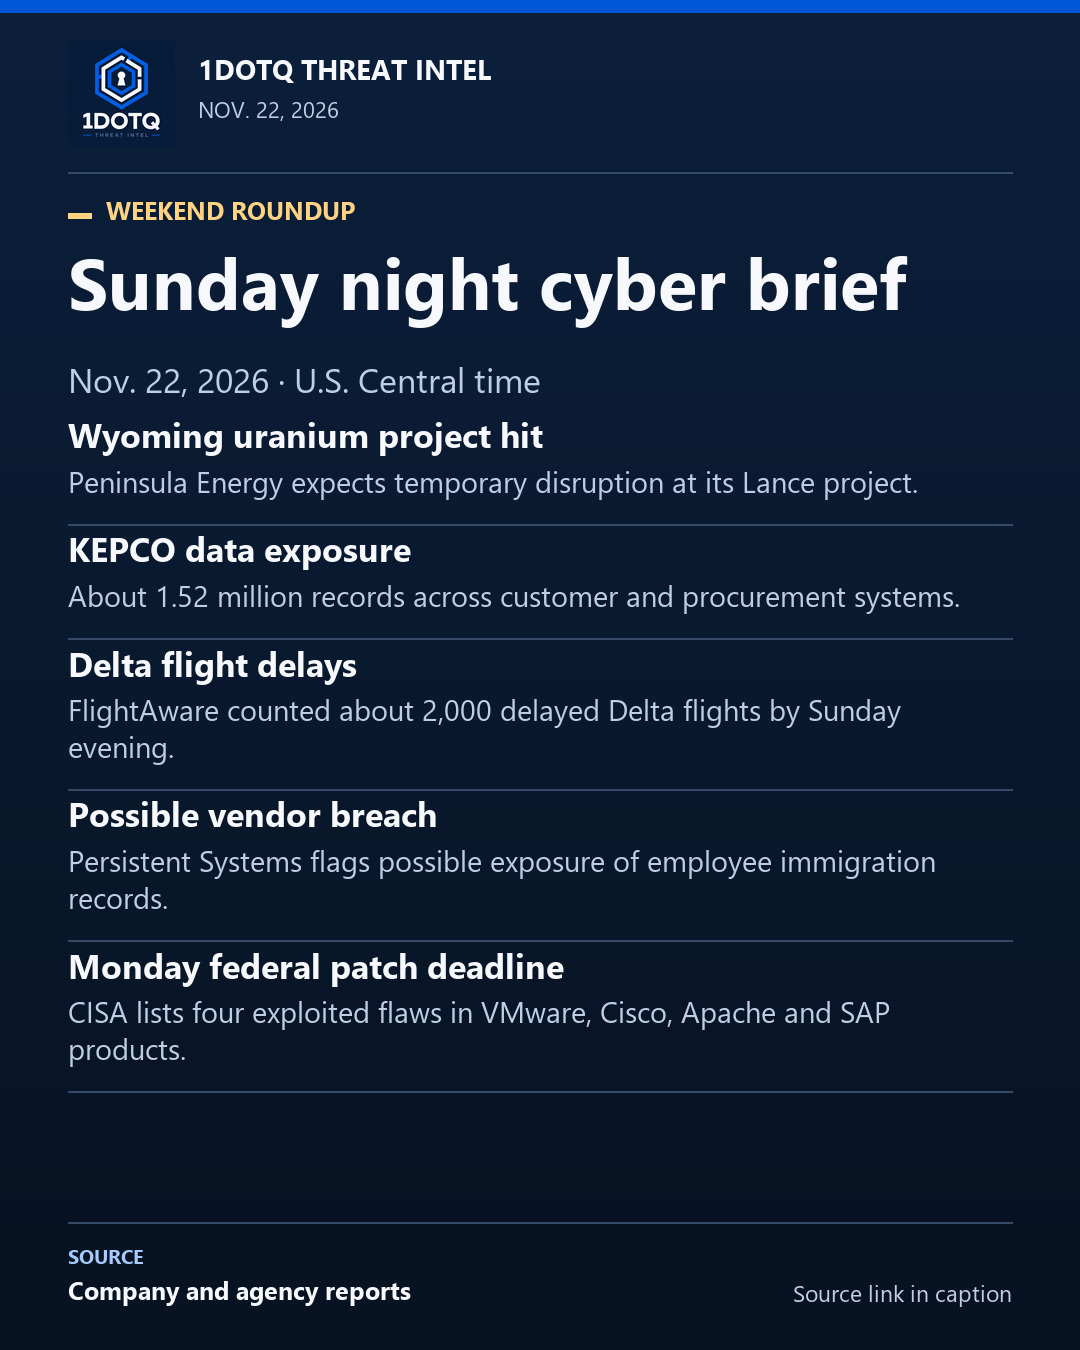 1DOTQ
THREAT INTEL
1DOTQ THREAT INTEL
NOV. 22, 2026
WEEKEND ROUNDUP
Sunday night cyber brief
Nov. 22, 2026 · U.S. Central time
Wyoming uranium project hit
Peninsula Energy expects temporary disruption at its Lance project.
KEPCO data exposure
About 1.52 million records across customer and procurement systems.
Delta flight delays
FlightAware counted about 2,000 delayed Delta flights by Sunday
evening.
Possible vendor breach
Persistent Systems flags possible exposure of employee immigration
records.
Monday federal patch deadline
CISA lists four exploited flaws in VMware, Cisco, Apache and SAP
products.
SOURCE
Company and agency reports
Source link in caption